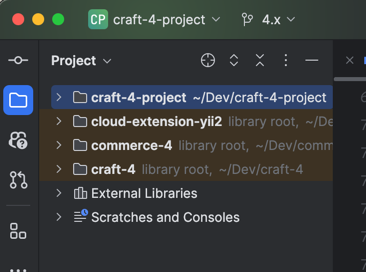 CP craft-4-project 4.x
Project
craft-4-project ~/Dev/craft-4-project
cloud-extension-yii2 library root, ~/De
commerce-4 library root, ~/Dev/comm
craft-4 library root, ~/Dev/craft-4
External Libraries
Scratches and Consoles